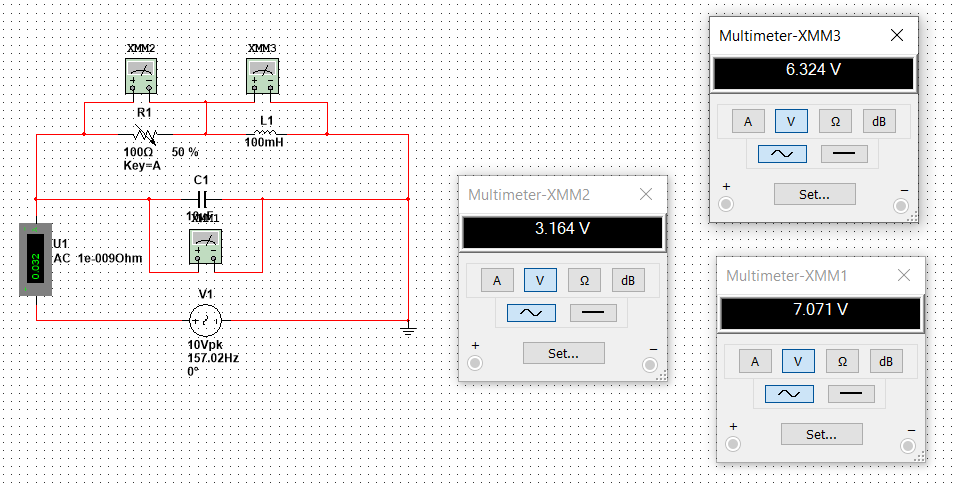 XMM2
XMM3
R1
100Ω 50 %
Key=A
L1
100mH
C1
10µF
XMM1
U1
0.032
AC 1e-009Ohm
V1
10Vpk
157.02Hz
0°
Multimeter-XMM2
3.164 V
A V Ω dB
+ Set... −
Multimeter-XMM3
6.324 V
A V Ω dB
+ Set... −
Multimeter-XMM1
7.071 V
A V Ω dB
+ Set... −